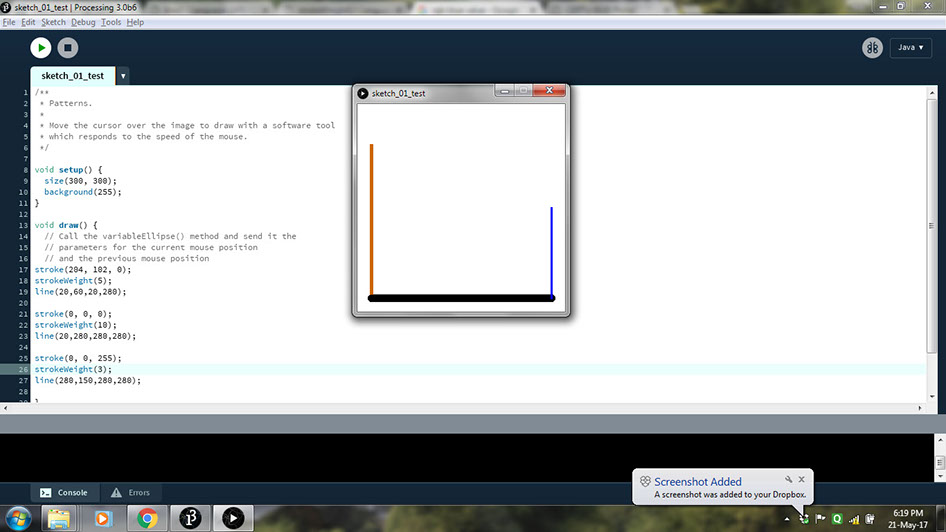 sketch_01_test | Processing 3.0b6
File Edit Sketch Debug Tools Help
Java ▾
sketch_01_test ▾
1 /**
2 * Patterns.
3 *
4 * Move the cursor over the image to draw with a software tool
5 * which responds to the speed of the mouse.
6 */
7
8 void setup() {
9 size(300, 300);
10 background(255);
11 }
12
13 void draw() {
14 // Call the variableEllipse() method and send it the
15 // parameters for the current mouse position
16 // and the previous mouse position
17 stroke(204, 102, 0);
18 strokeWeight(5);
19 line(20,60,20,280);
20
21 stroke(0, 0, 0);
22 strokeWeight(10);
23 line(20,280,280,280);
24
25 stroke(0, 0, 255);
26 strokeWeight(3);
27 line(280,150,280,280);
28
}
sketch_01_test
Console Errors
Screenshot Added
A screenshot was added to your Dropbox.
6:19 PM
21-May-17